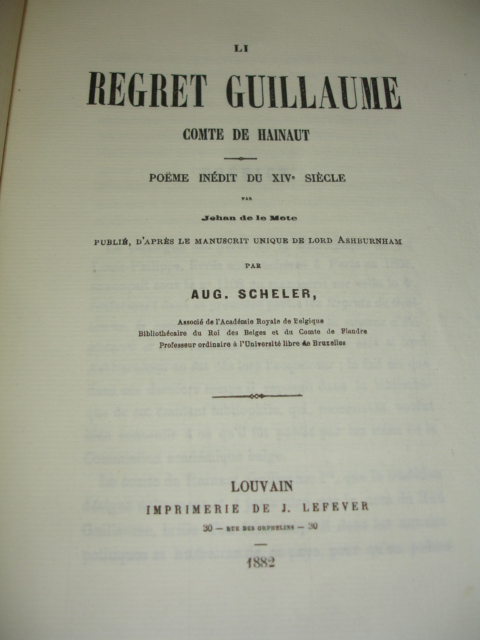 LI
REGRET GUILLAUME
COMTE DE HAINAUT
POËME INÉDIT DU XIVᵉ SIÈCLE
PAR
Jehan de le Mote
PUBLIÉ, D'APRÈS LE MANUSCRIT UNIQUE DE LORD ASHBURNHAM
PAR
AUG. SCHELER,
Associé de l'Académie Royale de Belgique
Bibliothécaire du Roi des Belges et du Comte de Flandre
Professeur ordinaire à l'Université libre de Bruxelles
LOUVAIN
IMPRIMERIE DE J. LEFEVER
30 — RUE DES ORPHELINS — 30
1882